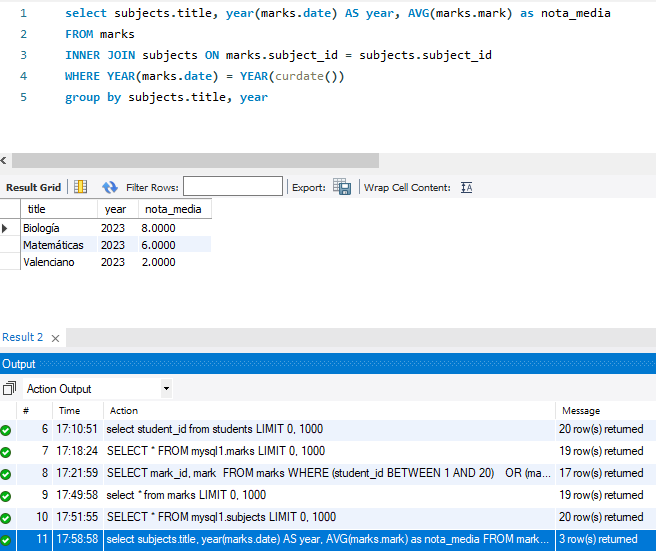 1 select subjects.title, year(marks.date) AS year, AVG(marks.mark) as nota_media
2 FROM marks
3 INNER JOIN subjects ON marks.subject_id = subjects.subject_id
4 WHERE YEAR(marks.date) = YEAR(curdate())
5 group by subjects.title, year
Result Grid Filter Rows: Export: Wrap Cell Content: IA
title year nota_media
Biología 2023 8.0000
Matemáticas 2023 6.0000
Valenciano 2023 2.0000
Result 2
Output
Action Output
# Time Action Message
6 17:10:51 select student_id from students LIMIT 0, 1000 20 row(s) returned
7 17:18:24 SELECT * FROM mysql1.marks LIMIT 0, 1000 19 row(s) returned
8 17:21:59 SELECT mark_id, mark FROM marks WHERE (student_id BETWEEN 1 AND 20) OR (ma... 17 row(s) returned
9 17:49:58 select * from marks LIMIT 0, 1000 19 row(s) returned
10 17:51:55 SELECT * FROM mysql1.subjects LIMIT 0, 1000 20 row(s) returned
11 17:58:58 select subjects.title, year(marks.date) AS year, AVG(marks.mark) as nota_media FROM mark... 3 row(s) returned